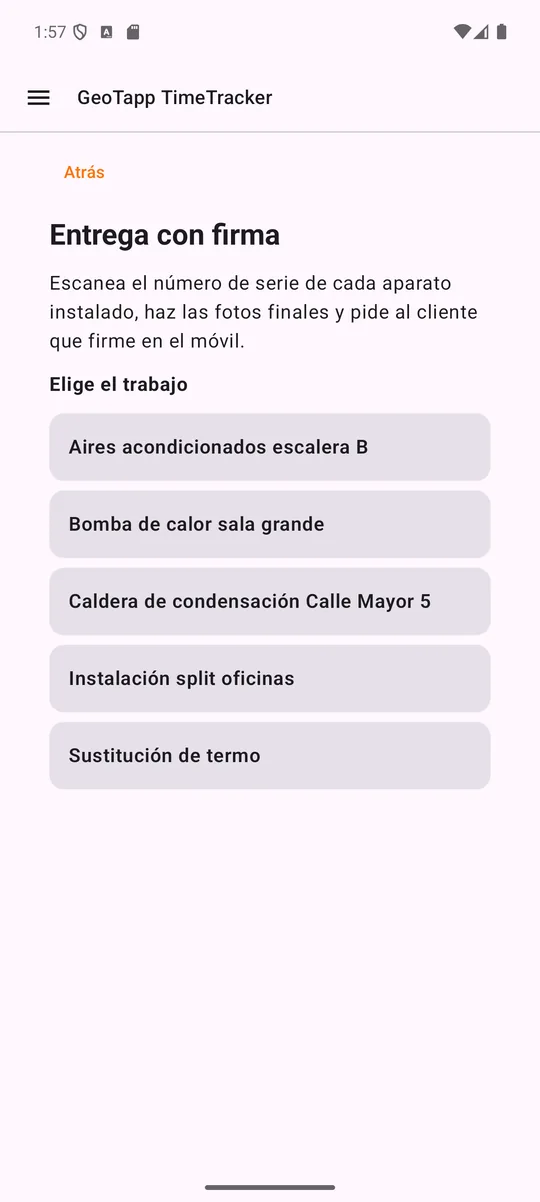 1:57
GeoTapp TimeTracker
Atrás
Entrega con firma
Escanea el número de serie de cada aparato
instalado, haz las fotos finales y pide al cliente
que firme en el móvil.
Elige el trabajo
Aires acondicionados escalera B
Bomba de calor sala grande
Caldera de condensación Calle Mayor 5
Instalación split oficinas
Sustitución de termo